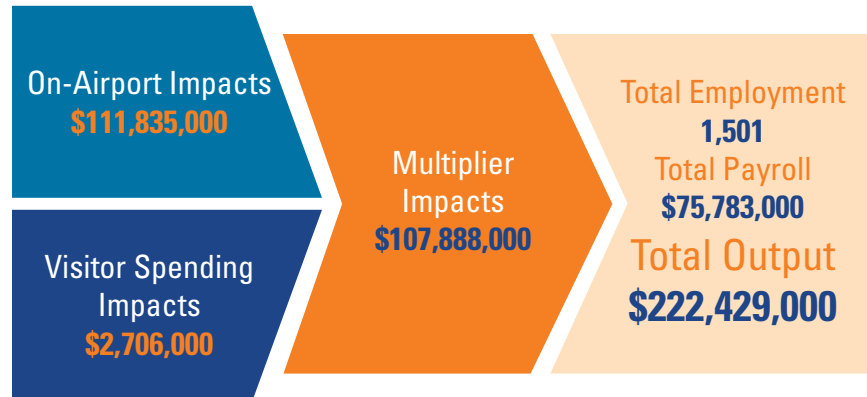 On-Airport Impacts
$111,835,000
Visitor Spending
Impacts
$2,706,000
Multiplier
Impacts
$107,888,000
Total Employment
1,501
Total Payroll
$75,783,000
Total Output
$222,429,000